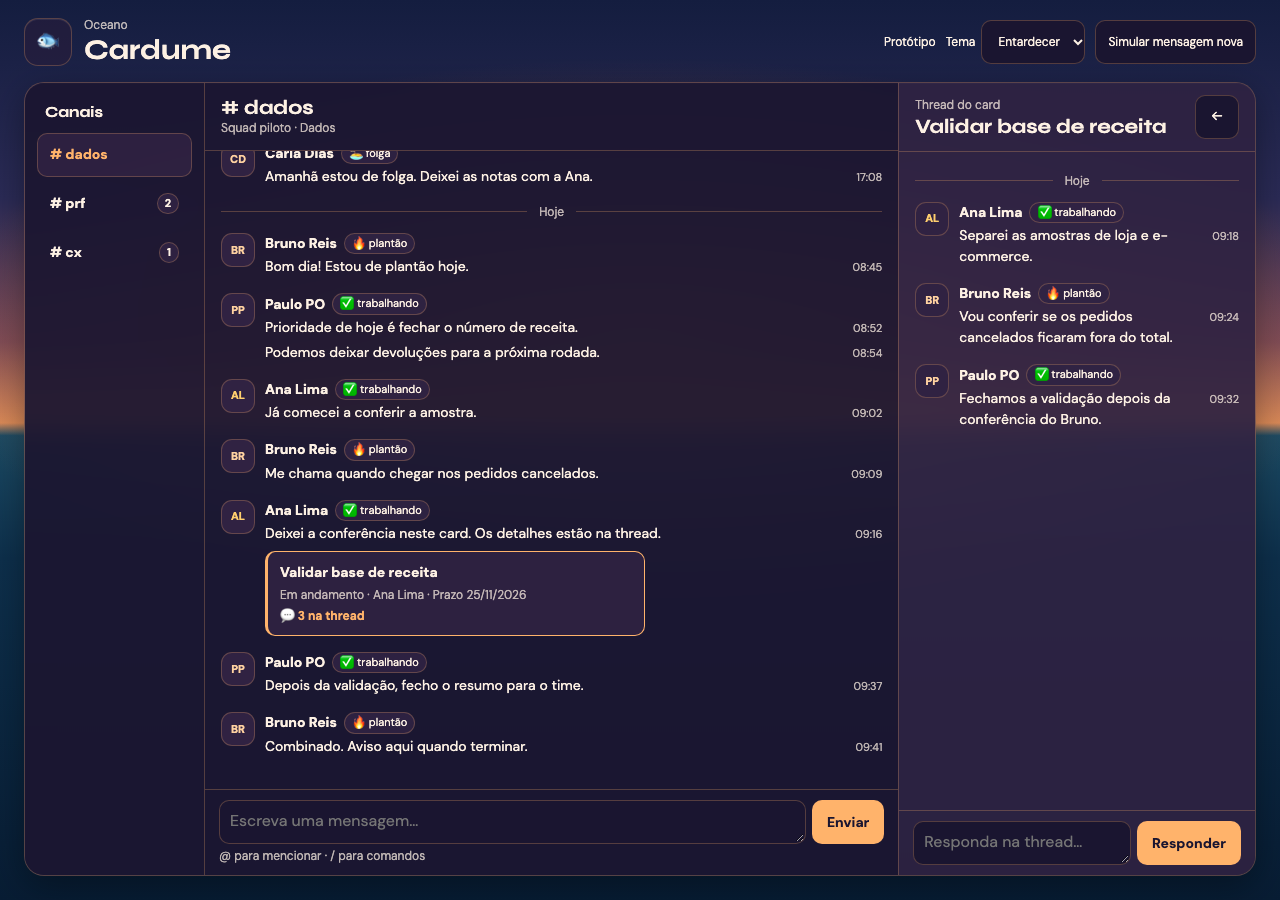 Oceano
Cardume
Protótipo
Tema
Entardecer
Simular mensagem nova
Canais
# dados
# prf
2
# cx
1
# dados
Squad piloto · Dados
CD
Carla Dias
folga
Amanhã estou de folga. Deixei as notas com a Ana.
17:08
Hoje
BR
Bruno Reis
plantão
Bom dia! Estou de plantão hoje.
08:45
PP
Paulo PO
trabalhando
Prioridade de hoje é fechar o número de receita.
08:52
Podemos deixar devoluções para a próxima rodada.
08:54
AL
Ana Lima
trabalhando
Já comecei a conferir a amostra.
09:02
BR
Bruno Reis
plantão
Me chama quando chegar nos pedidos cancelados.
09:09
AL
Ana Lima
trabalhando
Deixei a conferência neste card. Os detalhes estão na thread.
09:16
Validar base de receita
Em andamento · Ana Lima · Prazo 25/11/2026
3 na thread
PP
Paulo PO
trabalhando
Depois da validação, fecho o resumo para o time.
09:37
BR
Bruno Reis
plantão
Combinado. Aviso aqui quando terminar.
09:41
Escreva uma mensagem...
Enviar
@ para mencionar · / para comandos
Thread do card
Validar base de receita
←
Hoje
AL
Ana Lima
trabalhando
Separei as amostras de loja e e-
commerce.
09:18
BR
Bruno Reis
plantão
Vou conferir se os pedidos
cancelados ficaram fora do total.
09:24
PP
Paulo PO
trabalhando
Fechamos a validação depois da
conferência do Bruno.
09:32
Responda na thread...
Responder